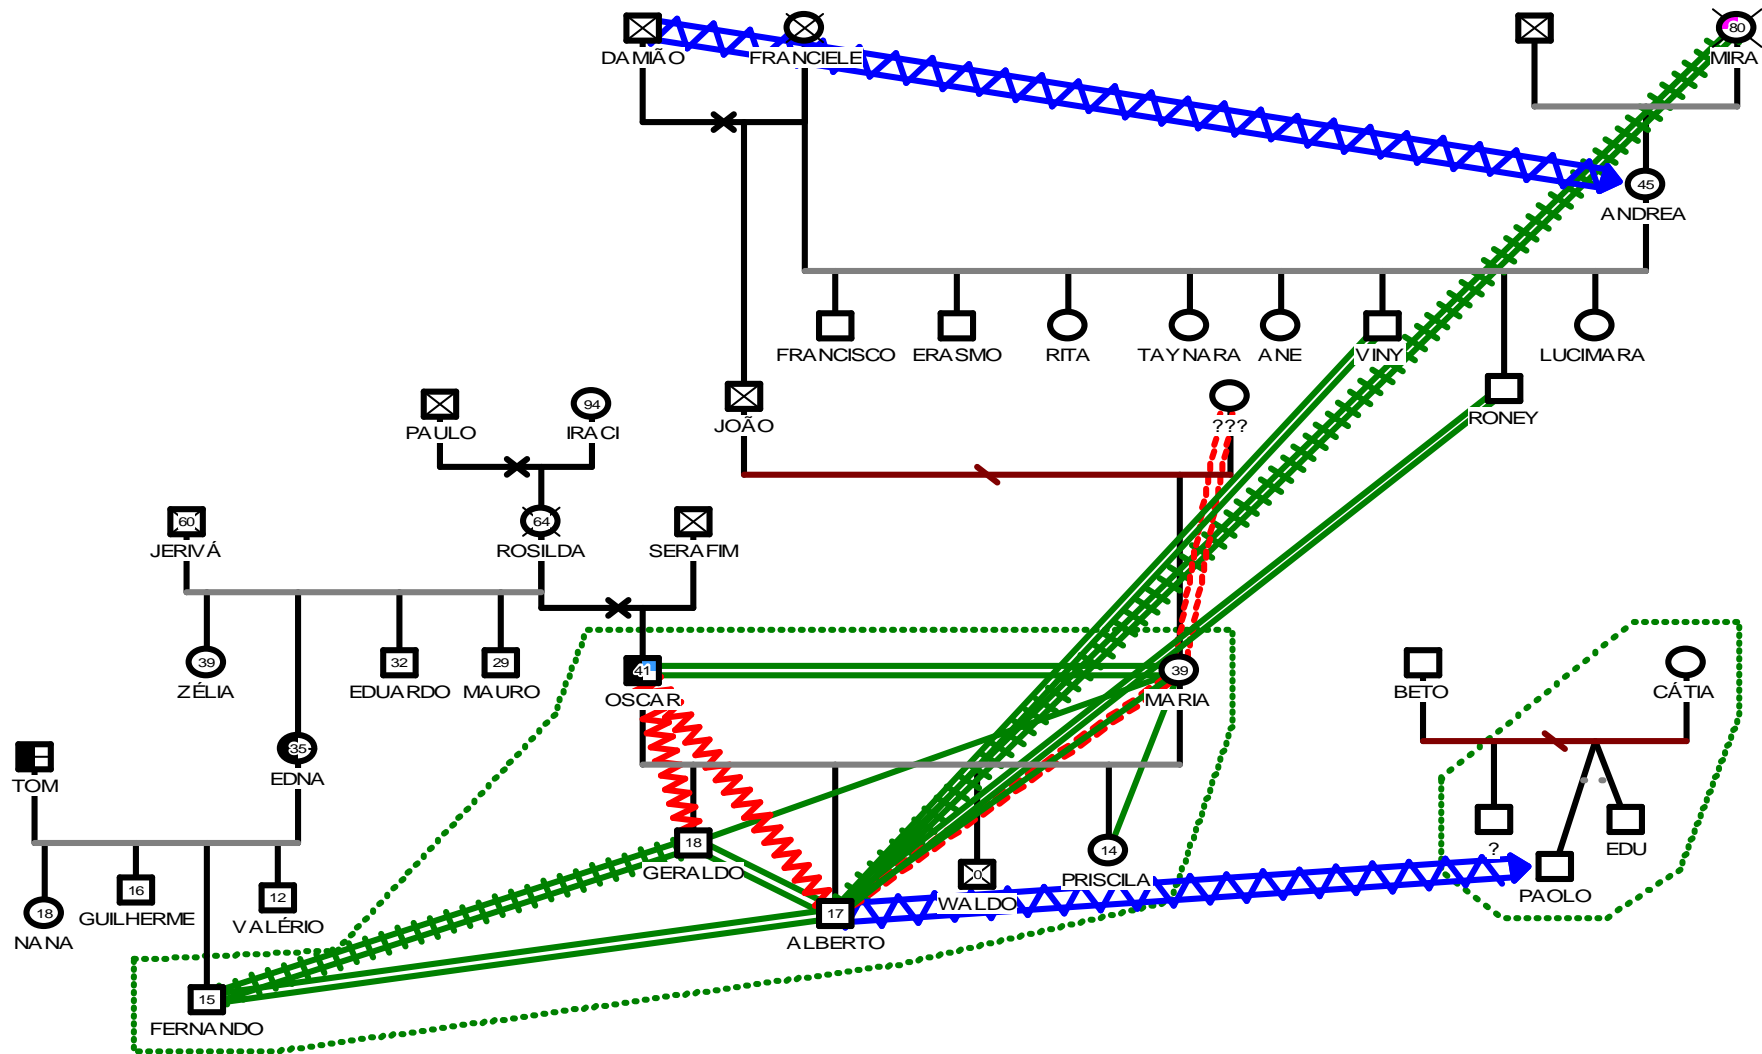 80
DAMIÃO
FRANCIELE
MIRA
45
ANDREA
FRANCISCO
ERASMO
RITA
TAYNARA
ANE
VINY
LUCIMARA
RONEY
94
PAULO
IRACI
JOÃO
???
60
64
JERIVÁ
ROSILDA
SERAFIM
39
32
29
41
39
ZÉLIA
EDUARDO
MAURO
OSCAR
MARIA
BETO
CÁTIA
35
TOM
EDNA
18
14
?
EDU
GERALDO
PRISCILA
0
WALDO
PAOLO
18
16
12
17
NANA
GUILHERME
VALÉRIO
ALBERTO
15
FERNANDO